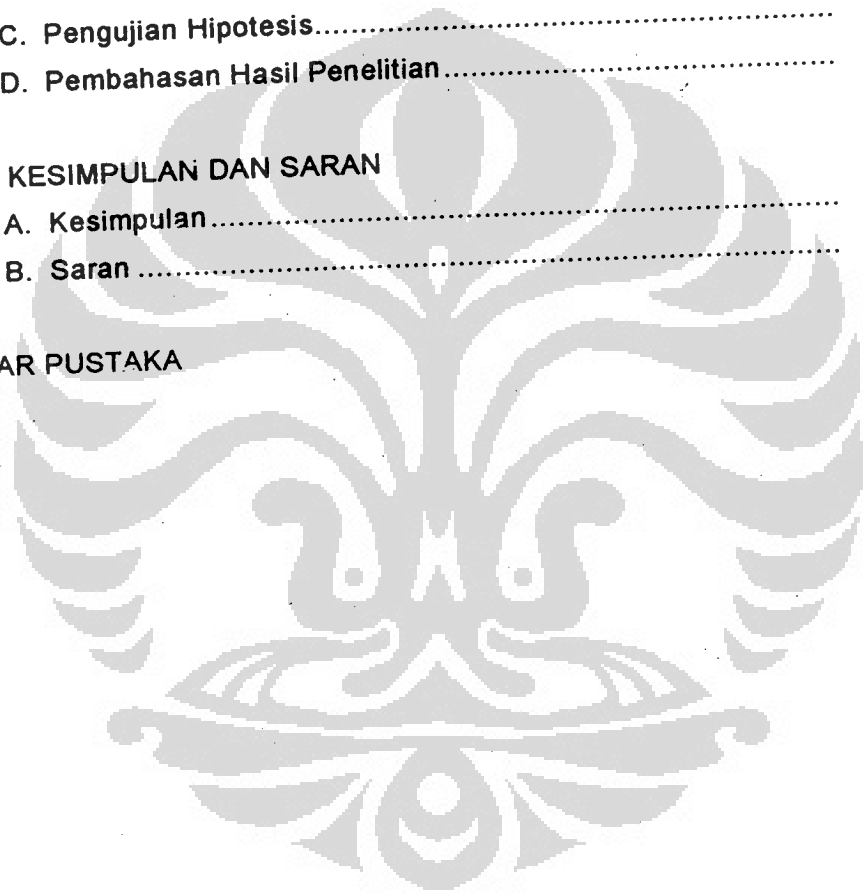 C. Pengujian Hipotesis........................................................................
D. Pembahasan Hasil Penelitian......................................................
KESIMPULAN DAN SARAN
A. Kesimpulan......................................................................................
B. Saran ................................................................................................
AR PUSTAKA